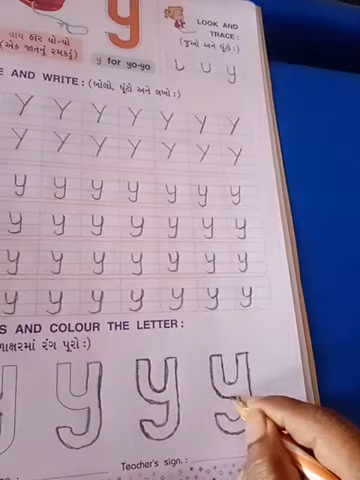 y
LOOK AND
TRACE:
(જુઓ અને ઘૂંટો:)
વાય ફોર યો-યો
(એક જાતનું રમકડું)
y for yo-yo
y
AND WRITE: (બોલો, ઘૂંટો અને લખો:)
Y Y Y Y Y Y Y
Y Y Y Y Y Y Y
y y y y y y y
y y y y y y y
y y y y y y y
y y y y y y y
AND COLOUR THE LETTER:
રંગ પૂરો:)
y y y y
Teacher's sign.: